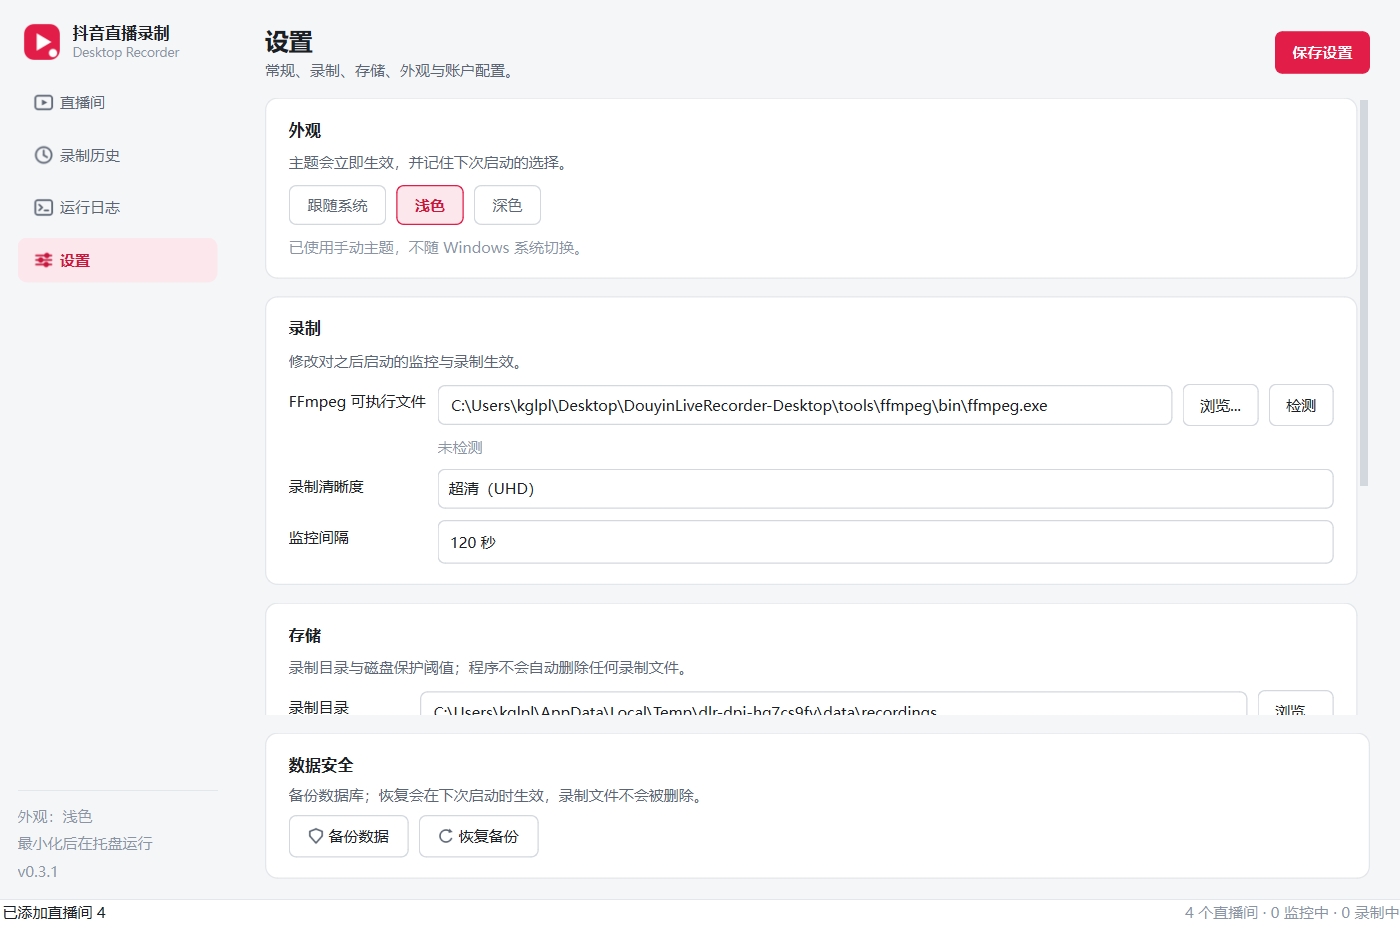 抖音直播录制
Desktop Recorder
直播间
录制历史
运行日志
设置
外观：浅色
最小化后在托盘运行
v0.3.1
设置
常规、录制、存储、外观与账户配置。
保存设置
外观
主题会立即生效，并记住下次启动的选择。
跟随系统 浅色 深色
已使用手动主题，不随 Windows 系统切换。
录制
修改对之后启动的监控与录制生效。
FFmpeg 可执行文件 C:\Users\kglpl\Desktop\DouyinLiveRecorder-Desktop\tools\ffmpeg\bin\ffmpeg.exe 浏览... 检测
未检测
录制清晰度 超清（UHD）
监控间隔 120 秒
存储
录制目录与磁盘保护阈值；程序不会自动删除任何录制文件。
录制目录 C:\Users\kglpl\AppData\Local\Temp\dlr-dpi-hq7cs9fy\data\recordings 浏览...
数据安全
备份数据库；恢复会在下次启动时生效，录制文件不会被删除。
备份数据 恢复备份
已添加直播间 4
4 个直播间 · 0 监控中 · 0 录制中